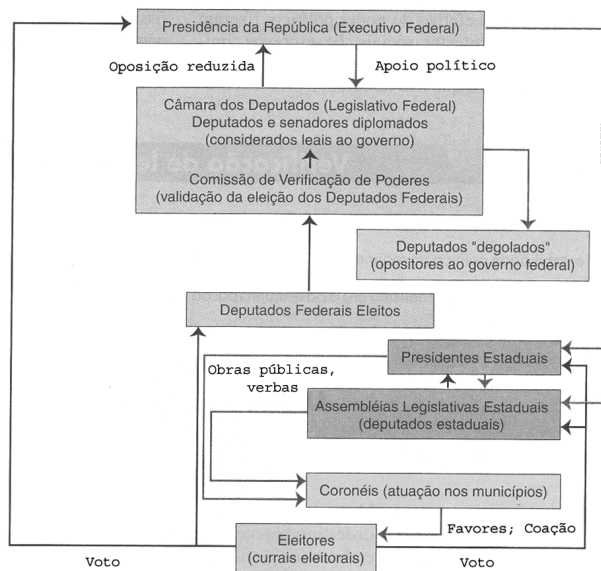 Presidência da República (Executivo Federal)
Oposição reduzida
Apoio político
Câmara dos Deputados (Legislativo Federal)
Deputados e senadores diplomados
(considerados leais ao governo)
Comissão de Verificação de Poderes
(validação da eleição dos Deputados Federais)
Deputados "degolados"
(opositores ao governo federal)
Deputados Federais Eleitos
Obras públicas,
verbas
Presidentes Estaduais
Assembléias Legislativas Estaduais
(deputados estaduais)
Coronéis (atuação nos municípios)
Favores; Coação
Eleitores
(currais eleitorais)
Voto
Voto